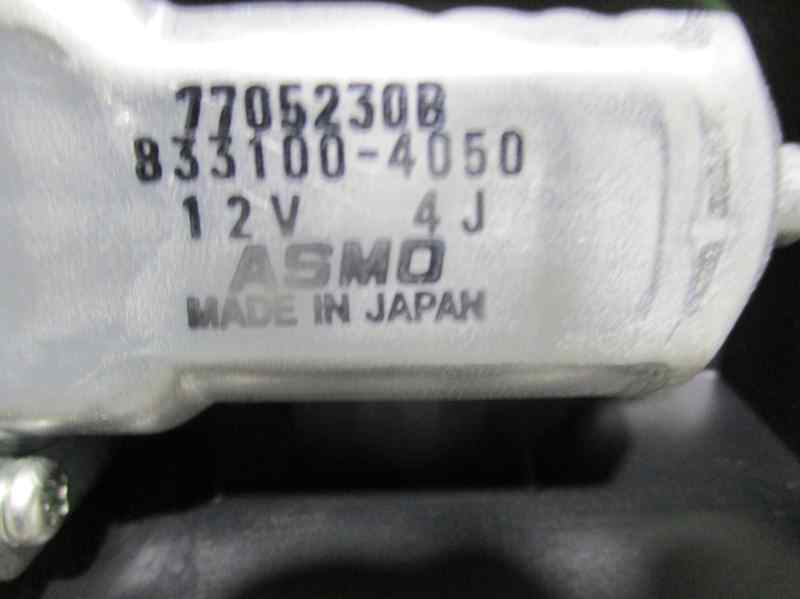 7705230B
833100-4050
12V 4J
ASMO
MADE IN JAPAN